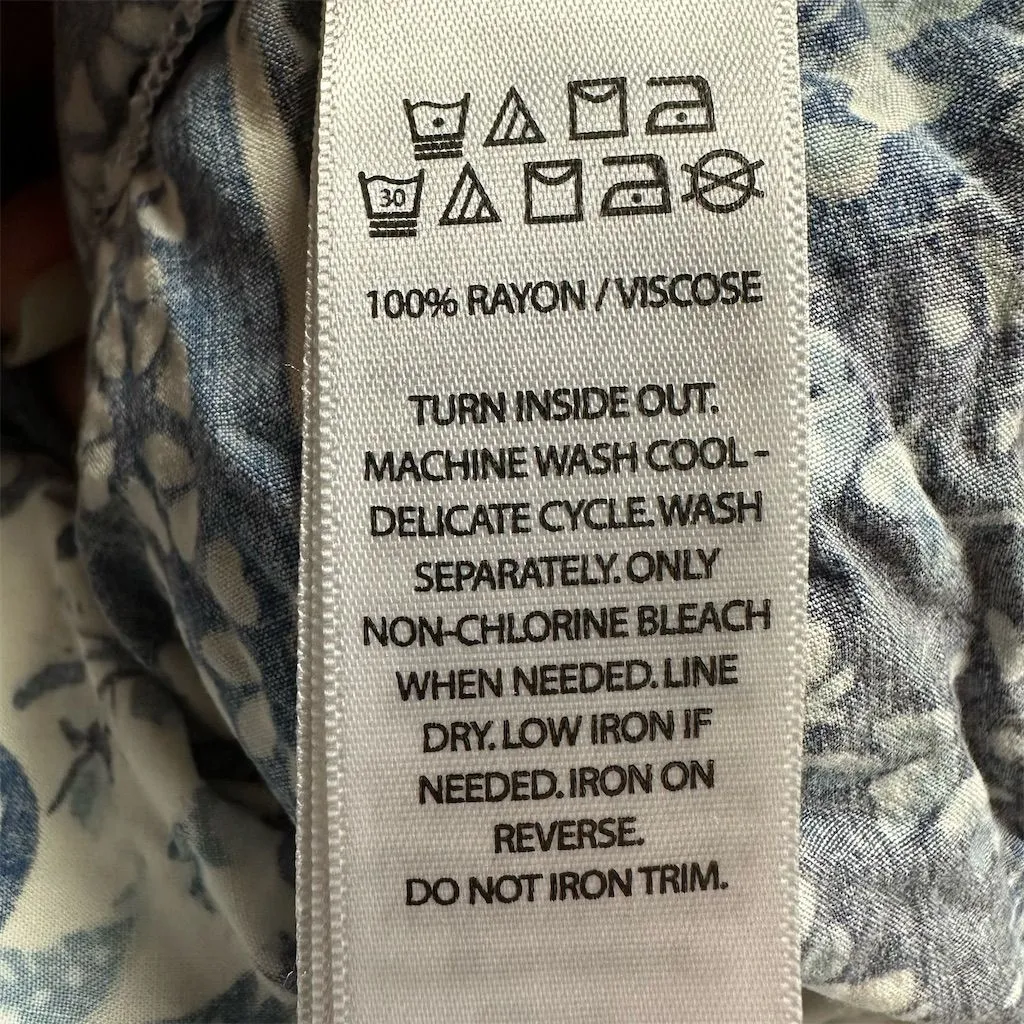 30
100% RAYON / VISCOSE
TURN INSIDE OUT.
MACHINE WASH COOL -
DELICATE CYCLE. WASH
SEPARATELY. ONLY
NON-CHLORINE BLEACH
WHEN NEEDED. LINE
DRY. LOW IRON IF
NEEDED. IRON ON
REVERSE.
DO NOT IRON TRIM.